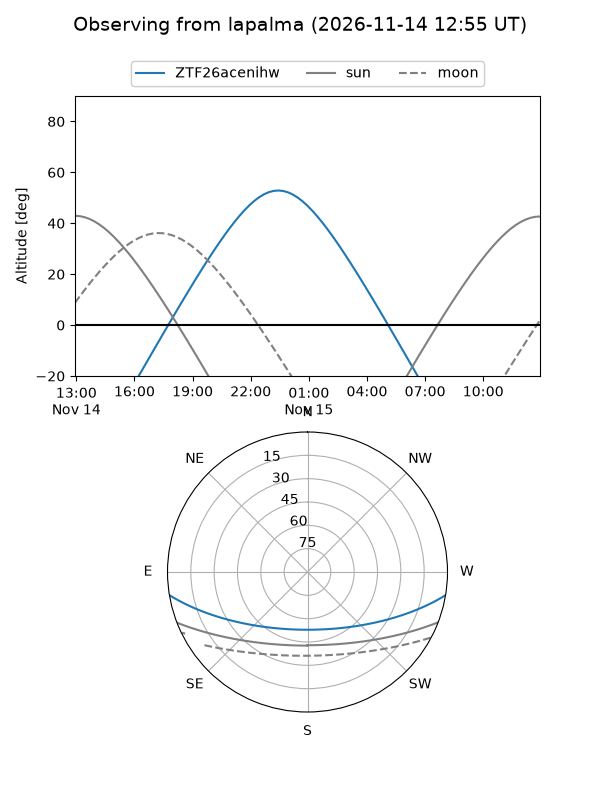 Observing from lapalma (2026-11-14 12:55 UT)
ZTF26acenihw sun moon
Altitude [deg]
80
60
40
20
0
−20
13:00 16:00 19:00 22:00 01:00 04:00 07:00 10:00
Nov 14 Nov 15
N
NE NW
15
30
45
60
75
E W
SE SW
S